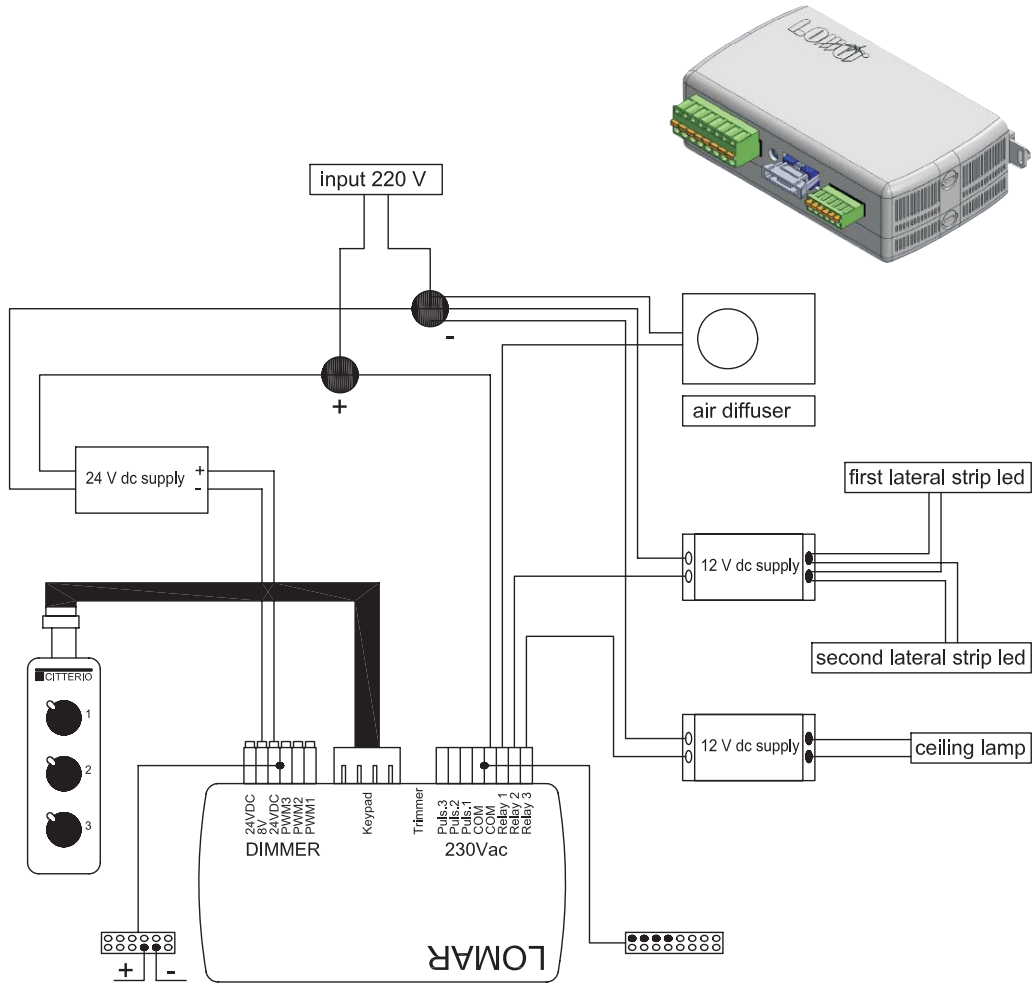 LOMAR
input 220 V
-
+
air diffuser
24 V dc supply
+
-
first lateral strip led
12 V dc supply
second lateral strip led
CITTERIO
1
2
3
12 V dc supply
ceiling lamp
24VDC
8V
24VDC
PWM3
PWM2
PWM1
DIMMER
Keypad
Trimmer
Puls.3
Puls.2
Puls.1
COM
COM
Relay 1
Relay 2
Relay 3
230Vac
LOMAR
+ -